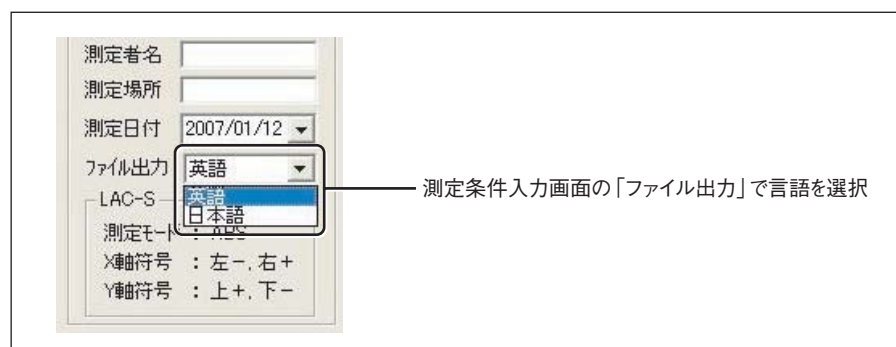 測定者名
測定場所
測定日付 2007/01/12
ファイル出力 英語
英語
日本語
LAC-S
測定モード : ABS
X軸符号 : 左-, 右+
Y軸符号 : 上+, 下-
測定条件入力画面の「ファイル出力」で言語を選択